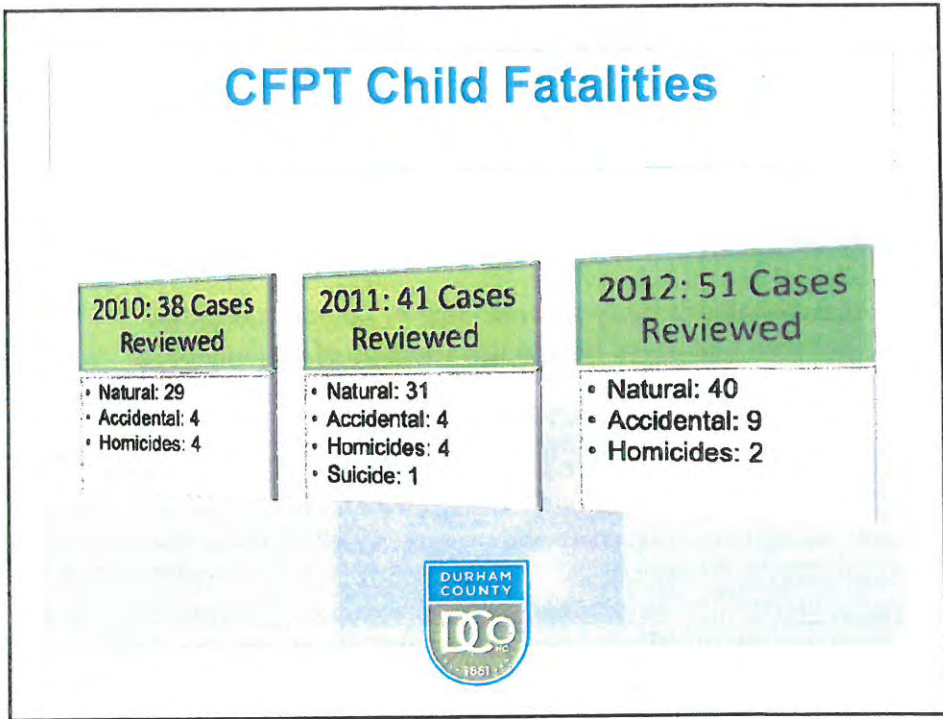 CFPT Child Fatalities
2010: 38 Cases
Reviewed
• Natural: 29
• Accidental: 4
• Homicides: 4
2011: 41 Cases
Reviewed
• Natural: 31
• Accidental: 4
• Homicides: 4
• Suicide: 1
2012: 51 Cases
Reviewed
• Natural: 40
• Accidental: 9
• Homicides: 2
DURHAM
COUNTY
DCO
NC
1881